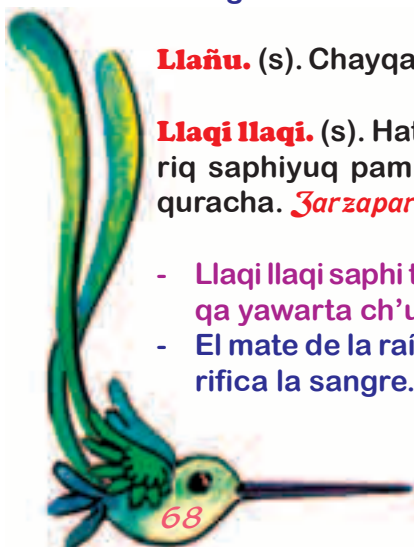 Llañu. (s). Chayqa
Llaqi llaqi. (s). Hat
riq saphiyuq pam
quracha. Zarzapar
- Llaqi llaqi saphi t
qa yawarta ch'u
- El mate de la raí
rifica la sangre.
68